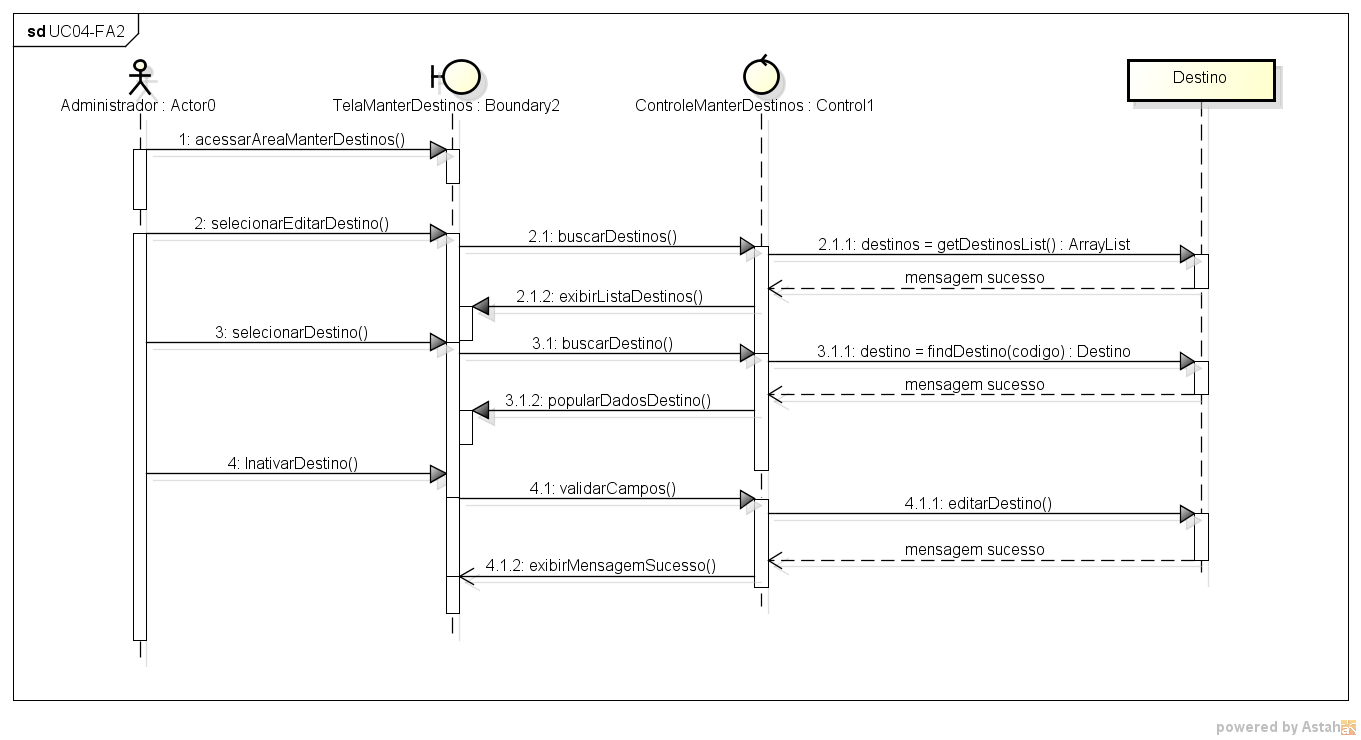 sd UC04-FA2
Administrador : Actor0
TelaManterDestinos : Boundary2
ControleManterDestinos : Control1
Destino
1: acessarAreaManterDestinos()
2: selecionarEditarDestino()
2.1: buscarDestinos()
2.1.1: destinos = getDestinosList() : ArrayList
mensagem sucesso
2.1.2: exibirListaDestinos()
3: selecionarDestino()
3.1: buscarDestino()
3.1.1: destino = findDestino(codigo) : Destino
mensagem sucesso
3.1.2: popularDadosDestino()
4: InativarDestino()
4.1: validarCampos()
4.1.1: editarDestino()
mensagem sucesso
4.1.2: exibirMensagemSucesso()
powered by Astah